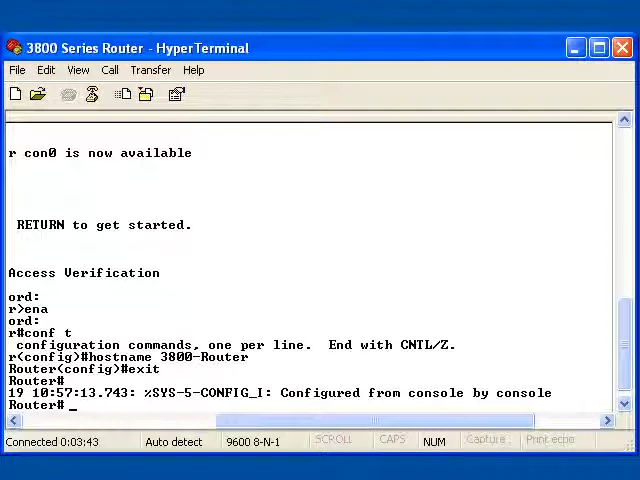 3800 Series Router - HyperTerminal
File Edit View Call Transfer Help
r con0 is now available
RETURN to get started.
Access Verification
ord:
r>ena
ord:
r#conf t
configuration commands, one per line.  End with CNTL/Z.
r(config)#hostname 3800-Router
Router(config)#exit
Router#
19 10:57:13.743: %SYS-5-CONFIG_I: Configured from console by console
Router# _
Connected 0:03:43 Auto detect 9600 8-N-1 SCROLL CAPS NUM Capture Print echo